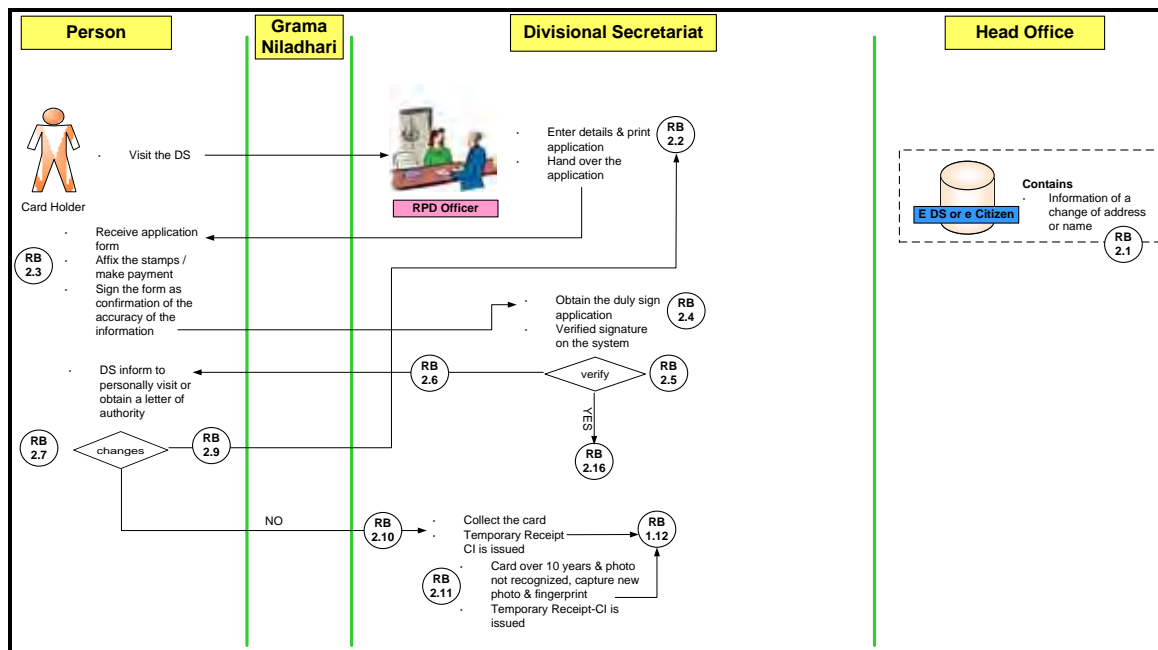 Person
Grama
Niladhari
Divisional Secretariat
Head Office
· Visit the DS
Card Holder
RPD Officer
· Enter details & print
application
· Hand over the
application
RB
2.2
E DS or e Citizen
Contains
· Information of a
change of address
or name
RB
2.1
RB
2.3
· Receive application
form
· Affix the stamps /
make payment
· Sign the form as
confirmation of the
accuracy of the
information
· Obtain the duly sign
application
· Verified signature
on the system
RB
2.4
· DS inform to
personally visit or
obtain a letter of
authority
RB
2.6
verify
RB
2.5
YES
RB
2.16
RB
2.7
changes
RB
2.9
NO
RB
2.10
· Collect the card
· Temporary Receipt
CI is issued
RB
1.12
RB
2.11
· Card over 10 years & photo
not recognized, capture new
photo & fingerprint
· Temporary Receipt-CI is
issued